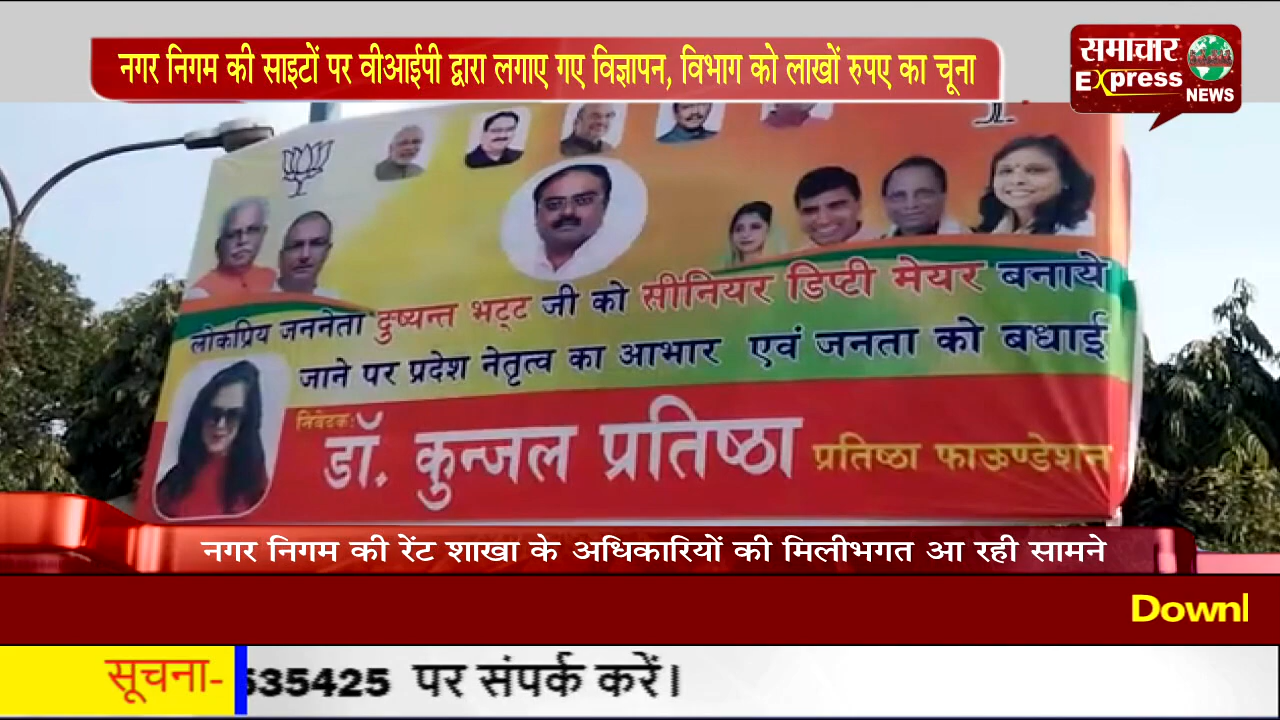 नगर निगम की साइटों पर वीआईपी द्वारा लगाए गए विज्ञापन, विभाग को लाखों रुपए का चूना
समाचार
Express
NEWS
लोकप्रिय जननेता दुष्यन्त भट्ट जी को सीनियर डिप्टी मेयर बनाये
जाने पर प्रदेश नेतृत्व का आभार एवं जनता को बधाई
निवेदक:
डॉ. कुन्जल प्रतिष्ठा प्रतिष्ठा फाऊण्डेशन
नगर निगम की रेंट शाखा के अधिकारियों की मिलीभगत आ रही सामने
Downl
सूचना- 535425 पर संपर्क करें।